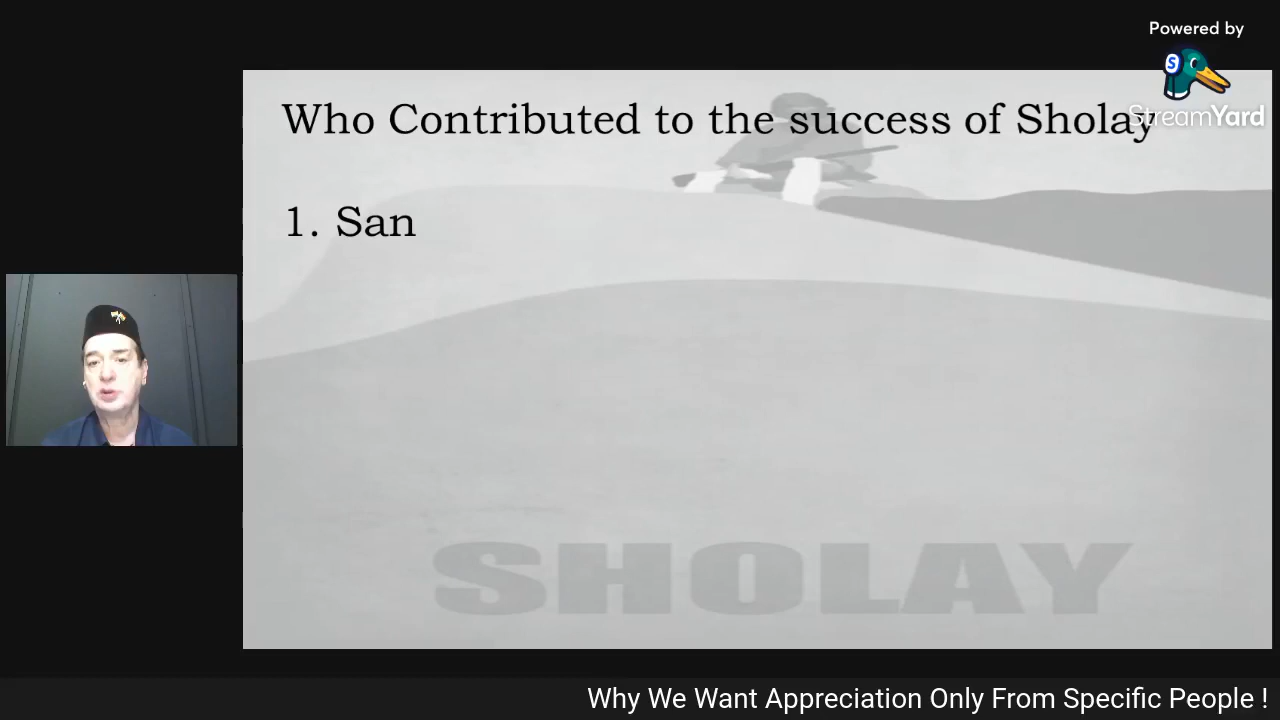 Powered by
StreamYard
Who Contributed to the success of Sholay
1. San
SHOLAY
Why We Want Appreciation Only From Specific People !